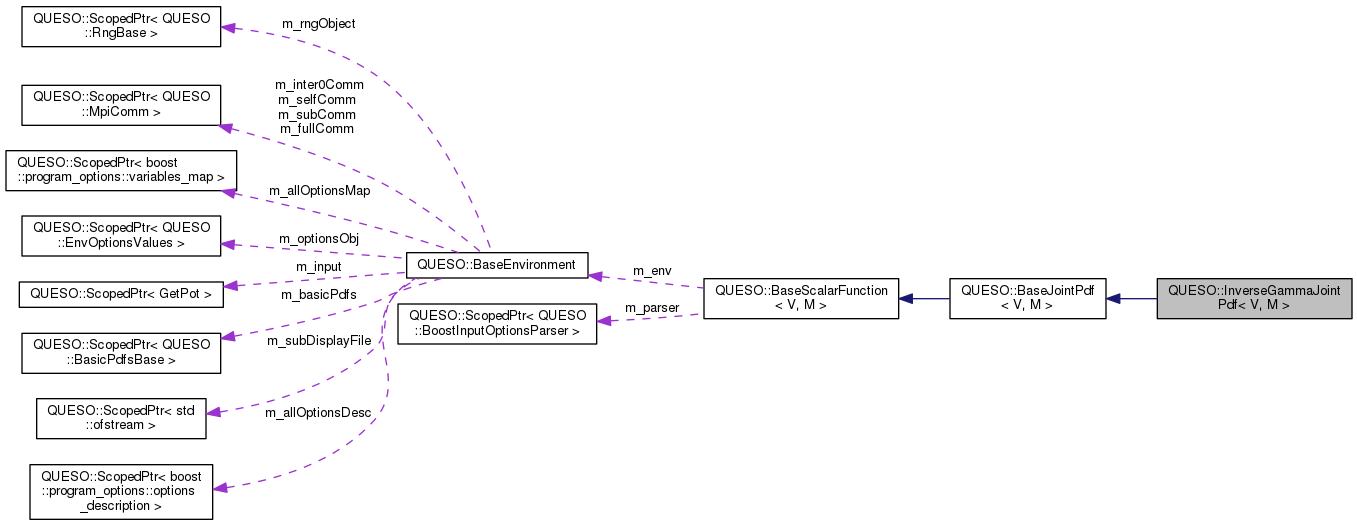 QUESO::ScopedPtr< QUESO
::RngBase >
m_rngObject
QUESO::ScopedPtr< QUESO
::MpiComm >
m_inter0Comm
m_selfComm
m_subComm
m_fullComm
QUESO::ScopedPtr< boost
::program_options::variables_map >
m_allOptionsMap
QUESO::ScopedPtr< QUESO
::EnvOptionsValues >
m_optionsObj
QUESO::ScopedPtr< GetPot >
m_input
QUESO::ScopedPtr< QUESO
::BasicPdfsBase >
m_basicPdfs
QUESO::ScopedPtr< std
::ofstream >
m_subDisplayFile
QUESO::ScopedPtr< boost
::program_options::options
_description >
m_allOptionsDesc
QUESO::BaseEnvironment
QUESO::ScopedPtr< QUESO
::BoostInputOptionsParser >
m_env
m_parser
QUESO::BaseScalarFunction
< V, M >
QUESO::BaseJointPdf
< V, M >
QUESO::InverseGammaJoint
Pdf< V, M >